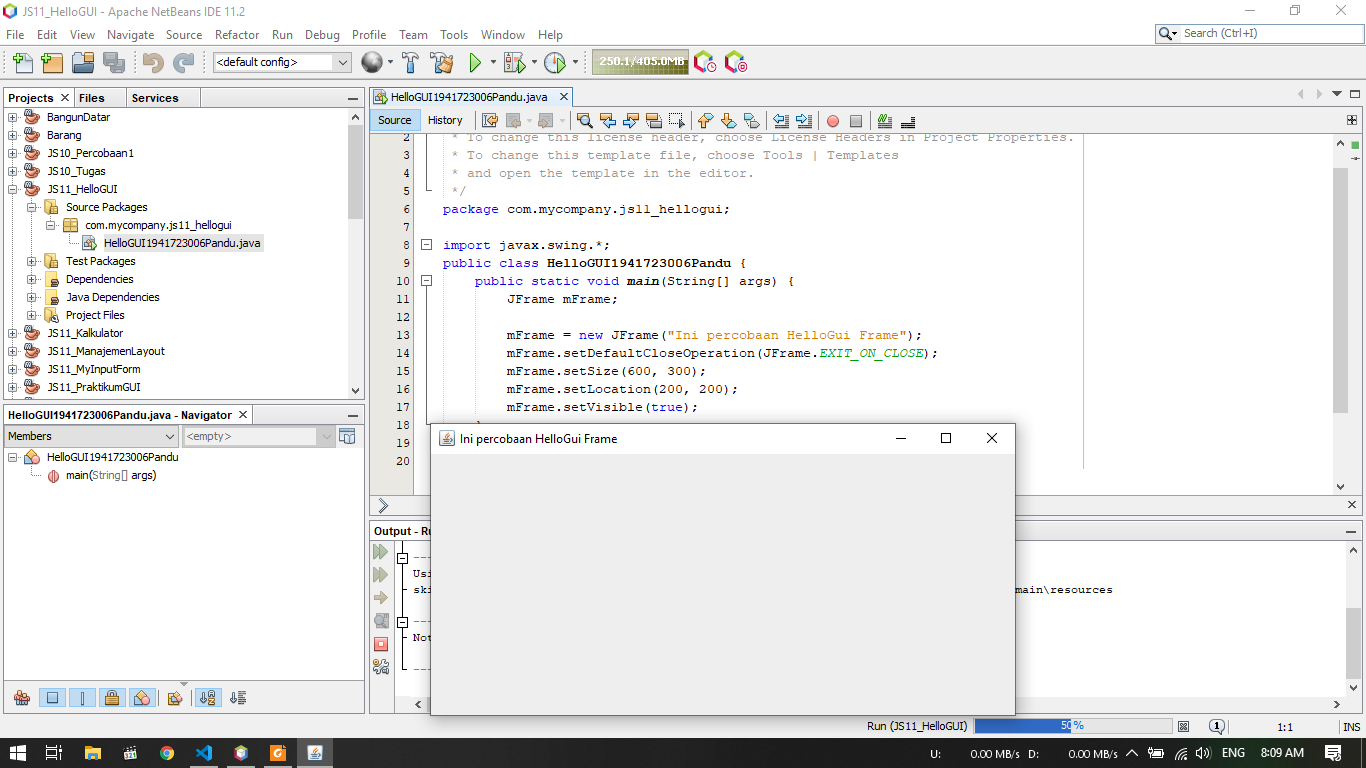 JS11_HelloGUI - Apache NetBeans IDE 11.2
File Edit View Navigate Source Refactor Run Debug Profile Team Tools Window Help
Search (Ctrl+I)
<default config>
250.1/405.0MB
Projects Files Services
BangunDatar
Barang
JS10_Percobaan1
JS10_Tugas
JS11_HelloGUI
Source Packages
com.mycompany.js11_hellogui
HelloGUI1941723006Pandu.java
Test Packages
Dependencies
Java Dependencies
Project Files
JS11_Kalkulator
JS11_ManajemenLayout
JS11_MyInputForm
JS11_PraktikumGUI
HelloGUI1941723006Pandu.java - Navigator
Members
<empty>
HelloGUI1941723006Pandu
main(String[] args)
HelloGUI1941723006Pandu.java
Source History
2 * To change this license header, choose License Headers in Project Properties.
3 * To change this template file, choose Tools | Templates
4 * and open the template in the editor.
5 */
6 package com.mycompany.js11_hellogui;
7
8 import javax.swing.*;
9 public class HelloGUI1941723006Pandu {
10 public static void main(String[] args) {
11 JFrame mFrame;
12
13 mFrame = new JFrame("Ini percobaan HelloGui Frame");
14 mFrame.setDefaultCloseOperation(JFrame.EXIT_ON_CLOSE);
15 mFrame.setSize(600, 300);
16 mFrame.setLocation(200, 200);
17 mFrame.setVisible(true);
18
19
20
Ini percobaan HelloGui Frame
Output - Ru
Usi
ski
main\resources
Not
Run (JS11_HelloGUI) 50%
1
1:1 INS
U: 0.00 MB/s D: 0.00 MB/s
ENG 8:09 AM